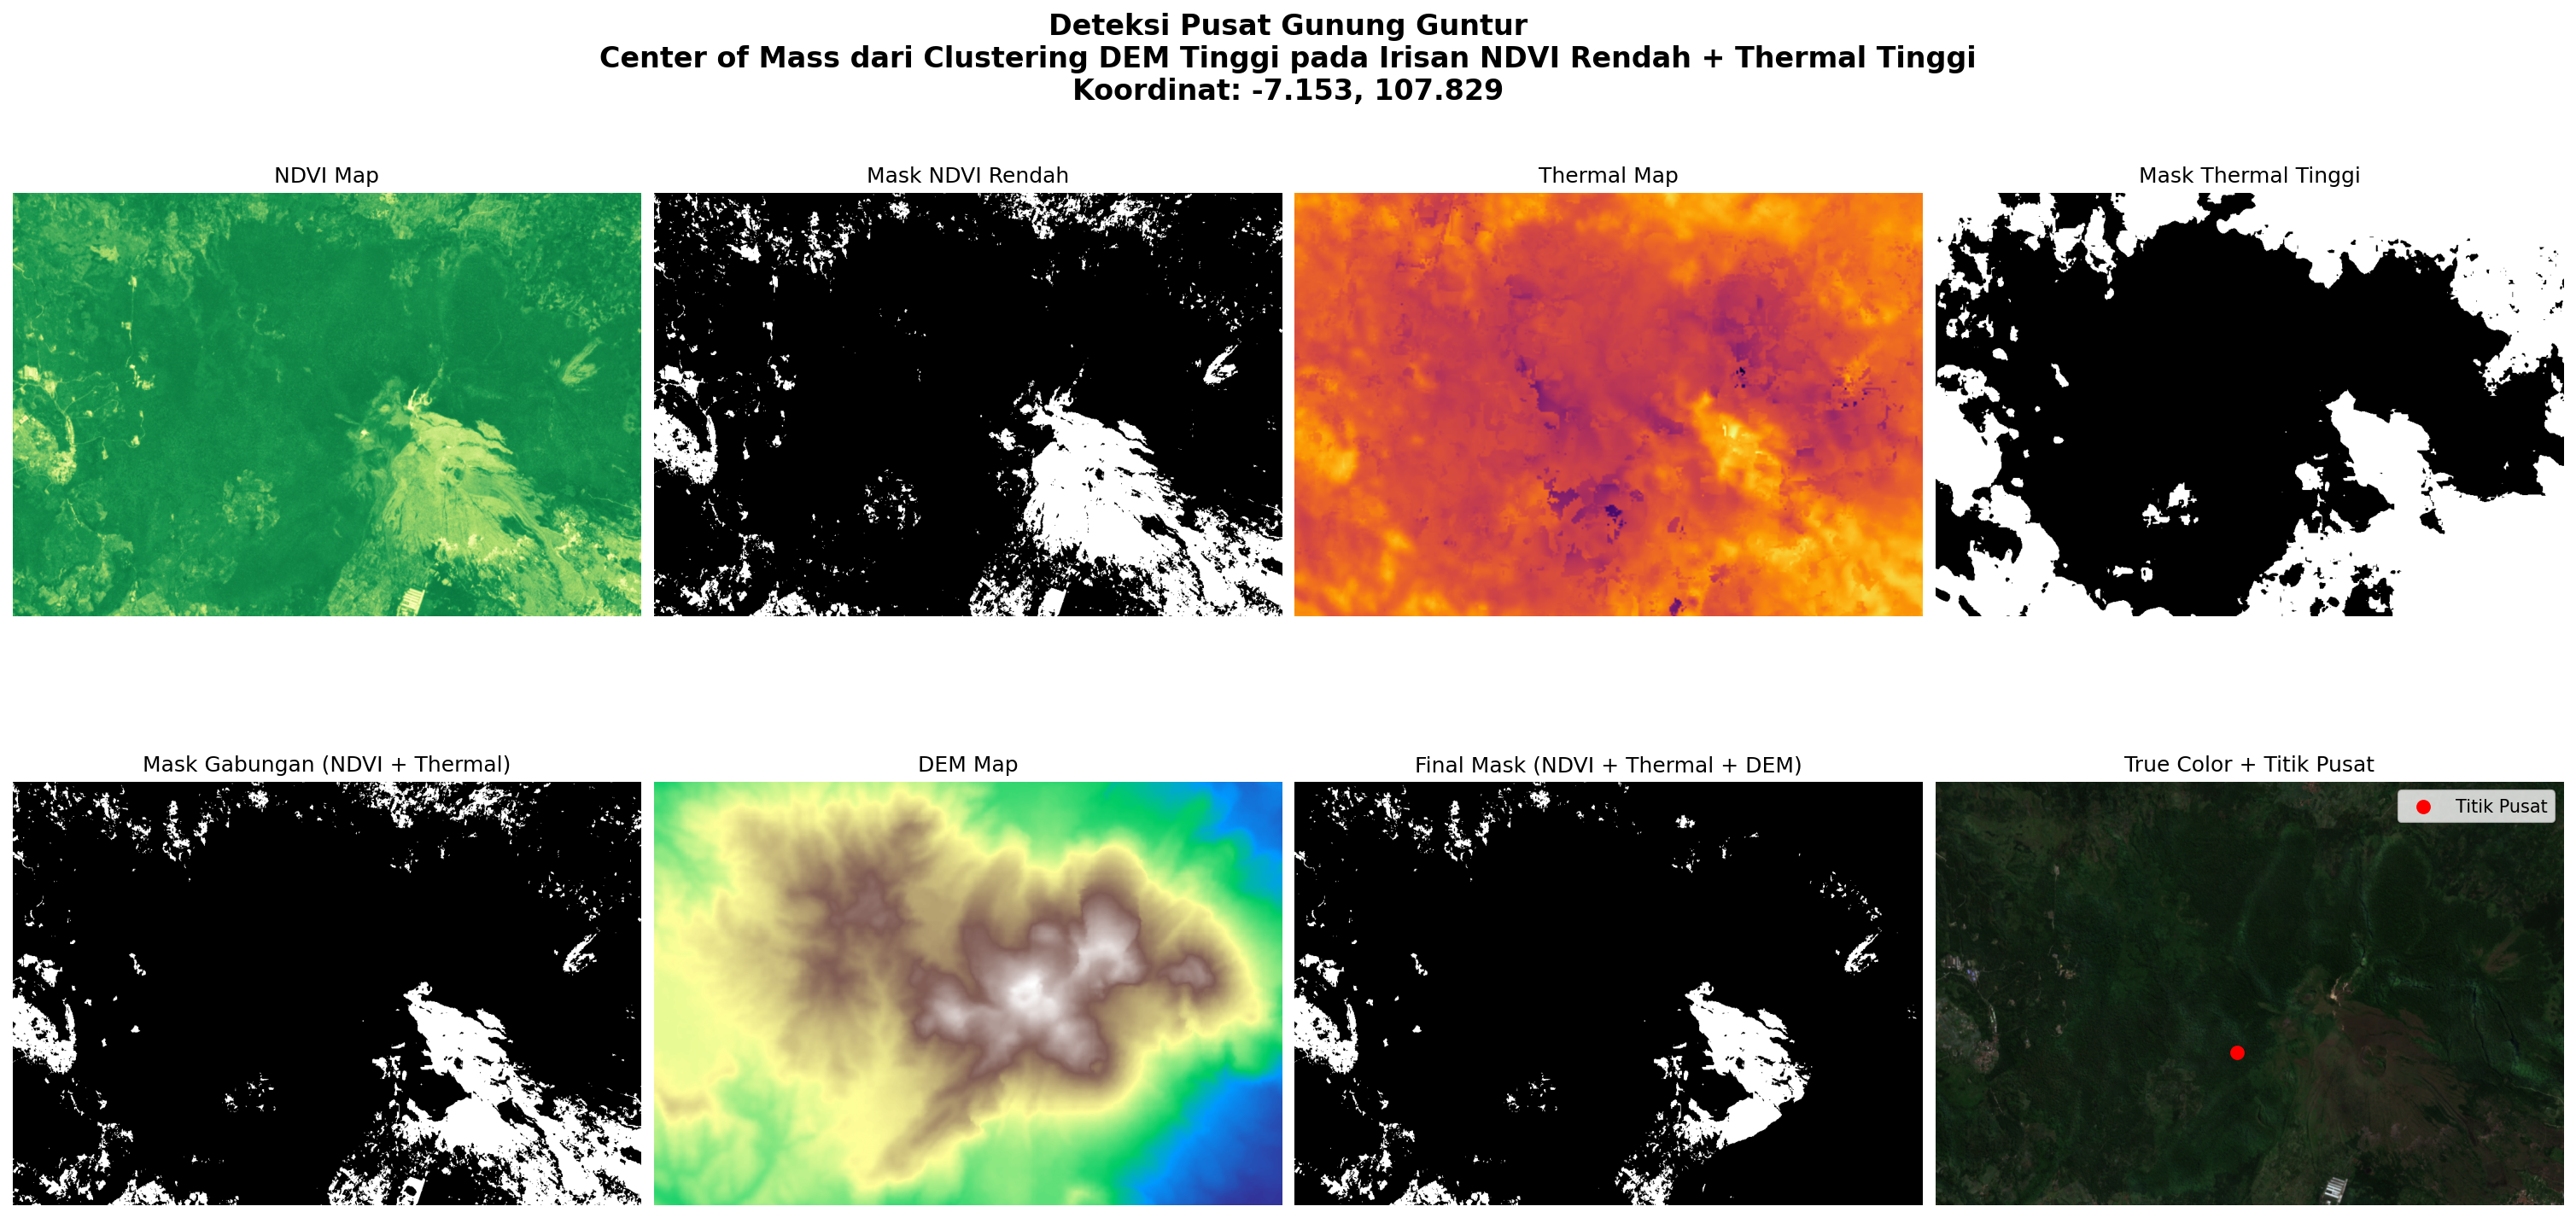 Deteksi Pusat Gunung Guntur
Center of Mass dari Clustering DEM Tinggi pada Irisan NDVI Rendah + Thermal Tinggi
Koordinat: -7.153, 107.829
NDVI Map
Mask NDVI Rendah
Thermal Map
Mask Thermal Tinggi
Mask Gabungan (NDVI + Thermal)
DEM Map
Final Mask (NDVI + Thermal + DEM)
True Color + Titik Pusat
Titik Pusat